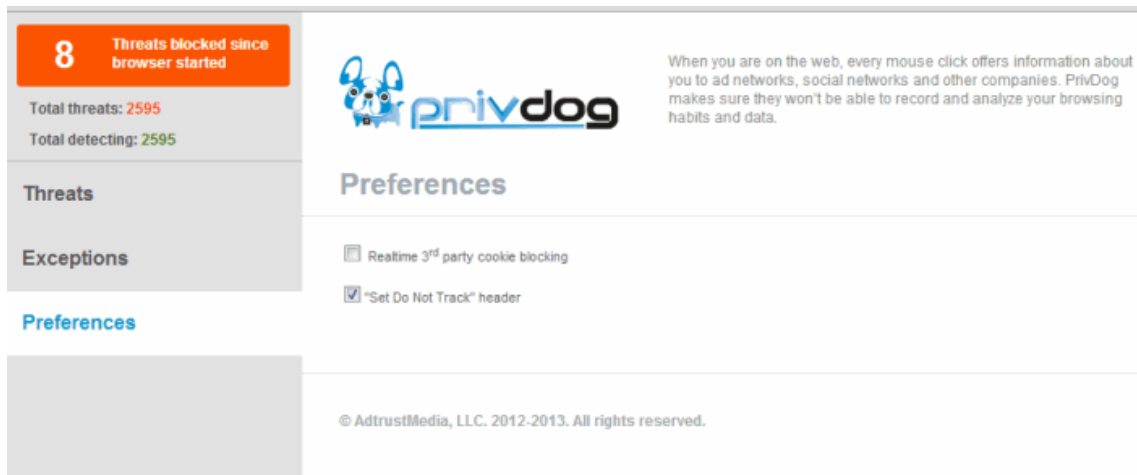 8
Threats blocked since
browser started
Total threats: 2595
Total detecting: 2595
Threats
Exceptions
Preferences
privdog
When you are on the web, every mouse click offers information about
you to ad networks, social networks and other companies. PrivDog
makes sure they won't be able to record and analyze your browsing
habits and data.
Preferences
Realtime 3rd party cookie blocking
"Set Do Not Track" header
© AdtrustMedia, LLC. 2012-2013. All rights reserved.